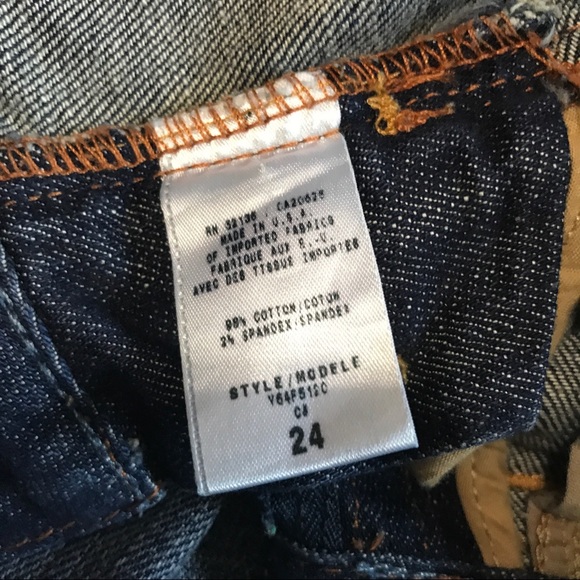 RN 32136 / CA20625
MADE IN U.S.A.
OF IMPORTED FABRICS
FABRIQUE AUX E.-U.
AVEC DES TISSUE IMPORTES
98% COTTON/COTON
2% SPANDEX-SPANDEX
STYLE/MODELE
24